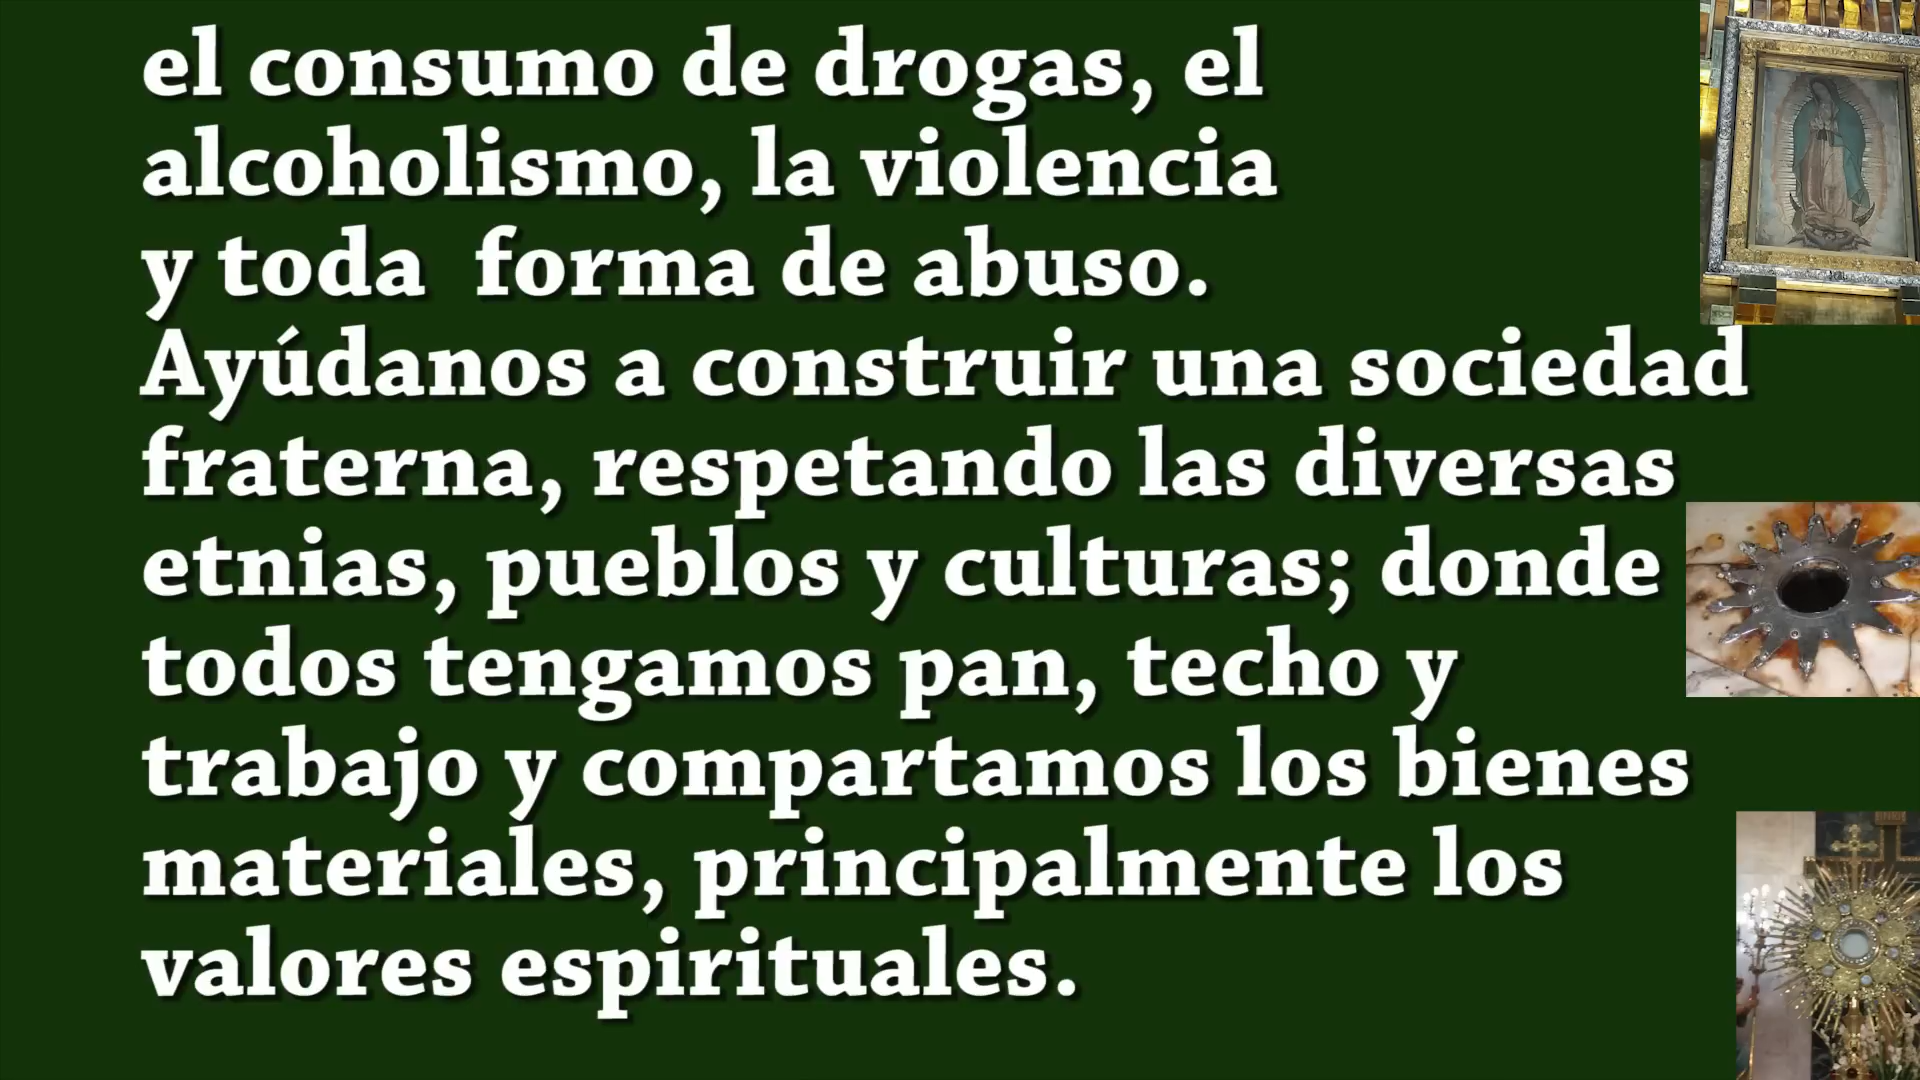 el consumo de drogas, el
alcoholismo, la violencia
y toda  forma de abuso.
Ayúdanos a construir una sociedad
fraterna, respetando las diversas
etnias, pueblos y culturas; donde
todos tengamos pan, techo y
trabajo y compartamos los bienes
materiales, principalmente los
valores espirituales.